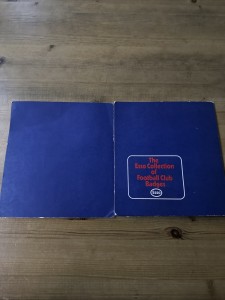 The
Esso Collection
of
Football Club
Badges
Esso